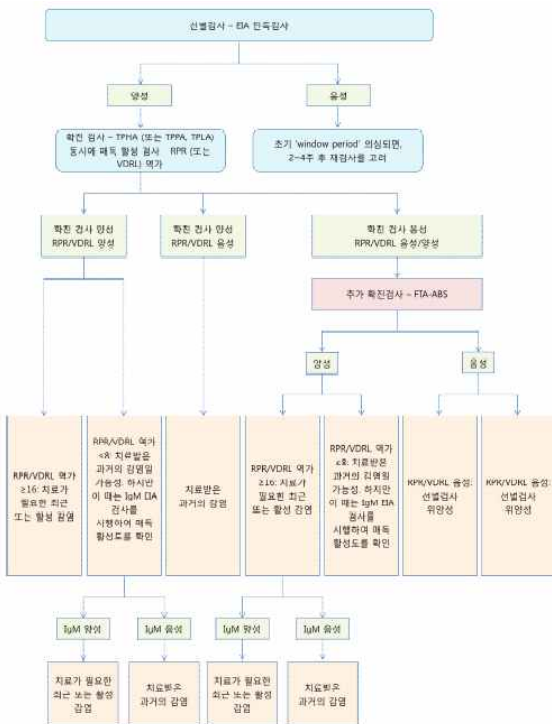 선별검사 – EIA 단독검사
양성
음성
확진 검사 – TPHA (또는 TPPA, TPLA)
동시에 매독 활성 검사 RPR (또는
VDRL) 역가
초기 'window period' 의심되면,
2~4주 후 재검사를 고려
확진 검사 양성
RPR/VDRL 양성
확진 검사 양성
RPR/VDRL 음성
확진 검사 음성
RPR/VDRL 음성/양성
추가 확진검사 – FTA-ABS
양성
음성
RPR/VDRL 역가
≥16: 치료가
필요한 최근
또는 활성 감염
RPR/VDRL 역가
<8: 치료받은
과거의 감염일
가능성. 하지만
이 때는 IgM EIA
검사를
시행하여 매독
활성도를 확인
치료받은
과거의 감염
RPR/VDRL 역가
≥16: 치료가
필요한 최근
또는 활성 감염
RPR/VDRL 역가
≤8: 치료받은
과거의 감염일
가능성. 하지만
이 때는 IgM EIA
검사를
시행하여 매독
활성도를 확인
RPR/VDRL 음성:
선별검사
위양성
RPR/VDRL 음성:
선별검사
위양성
IgM 양성
IgM 음성
IgM 양성
IgM 음성
치료가 필요한
최근 또는 활성
감염
치료받은
과거의 감염
치료가 필요한
최근 또는 활성
감염
치료받은
과거의 감염